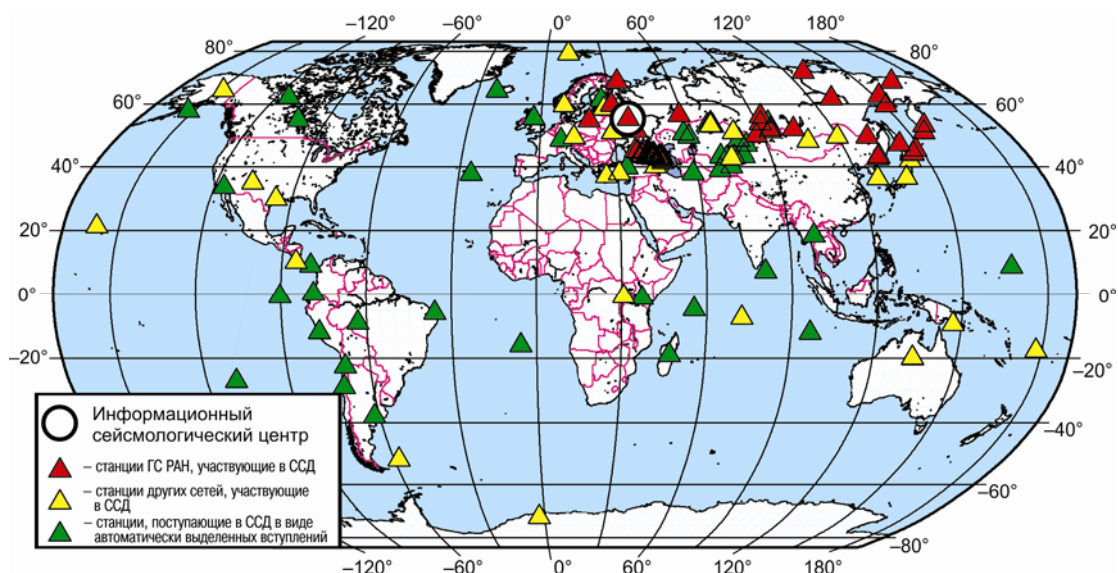 –120° –60° 0° 60° 120° 180°
80° 80°
60° 60°
40° 40°
20° 20°
0° 0°
–20° –20°
–40°
–60°
–80°
Информационный
сейсмологический центр
– станции ГС РАН, участвующие в ССД
– станции других сетей, участвующие
в ССД
– станции, поступающие в ССД в виде
автоматически выделенных вступлений
–120° –60° 0° 60° 120° 180°